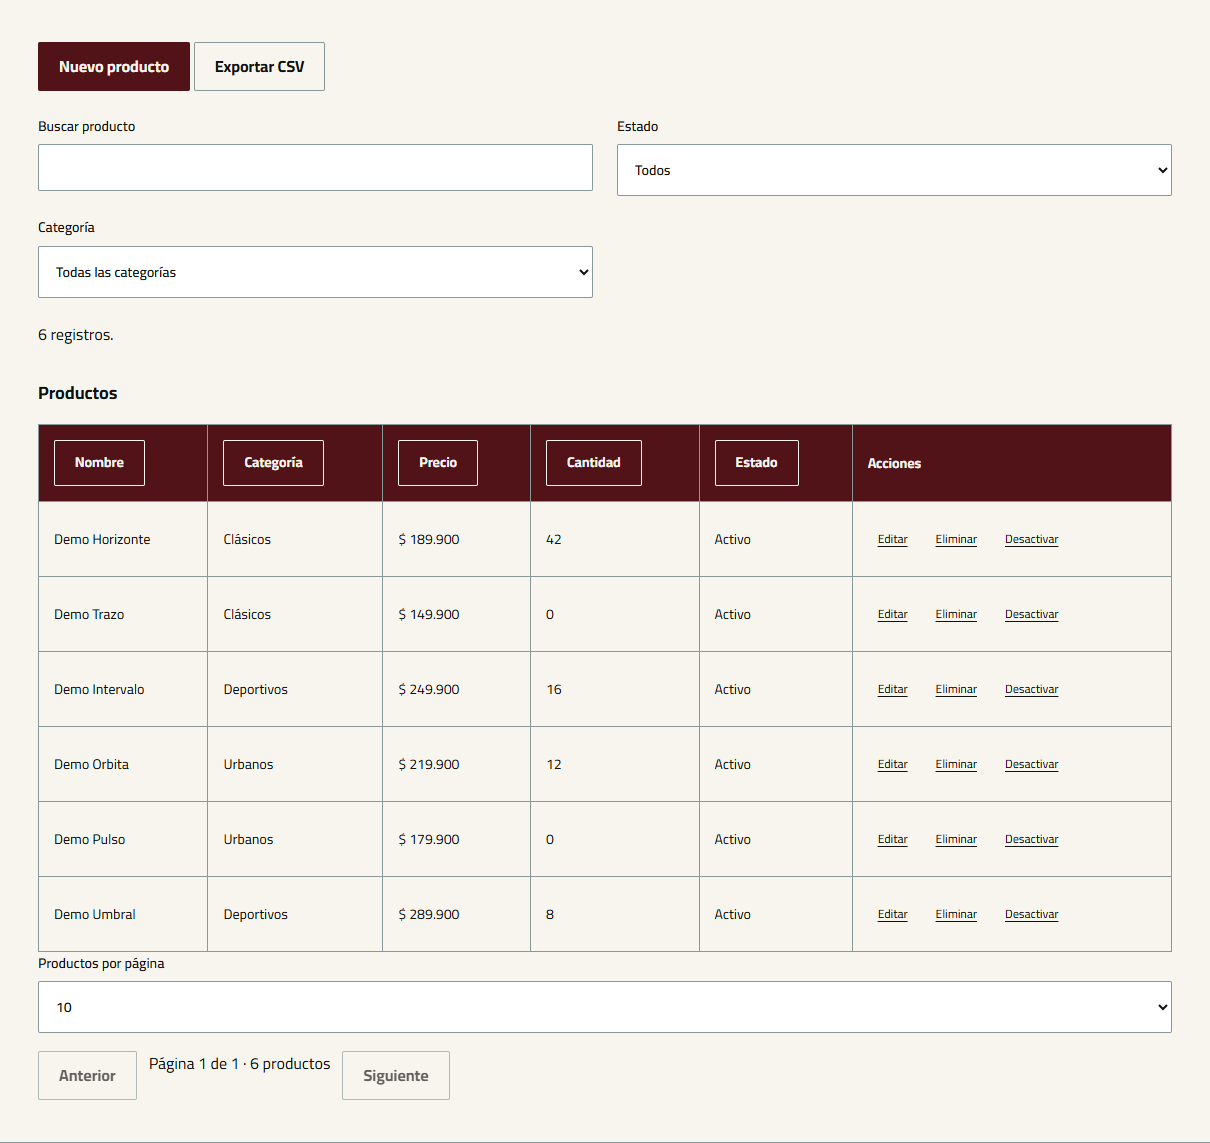 Nuevo producto Exportar CSV
Buscar producto Estado
Todos
Categoría
Todas las categorías
6 registros.
Productos
Nombre Categoría Precio Cantidad Estado Acciones
Demo Horizonte Clásicos $ 189.900 42 Activo Editar Eliminar Desactivar
Demo Trazo Clásicos $ 149.900 0 Activo Editar Eliminar Desactivar
Demo Intervalo Deportivos $ 249.900 16 Activo Editar Eliminar Desactivar
Demo Orbita Urbanos $ 219.900 12 Activo Editar Eliminar Desactivar
Demo Pulso Urbanos $ 179.900 0 Activo Editar Eliminar Desactivar
Demo Umbral Deportivos $ 289.900 8 Activo Editar Eliminar Desactivar
Productos por página
10
Anterior Página 1 de 1 · 6 productos Siguiente